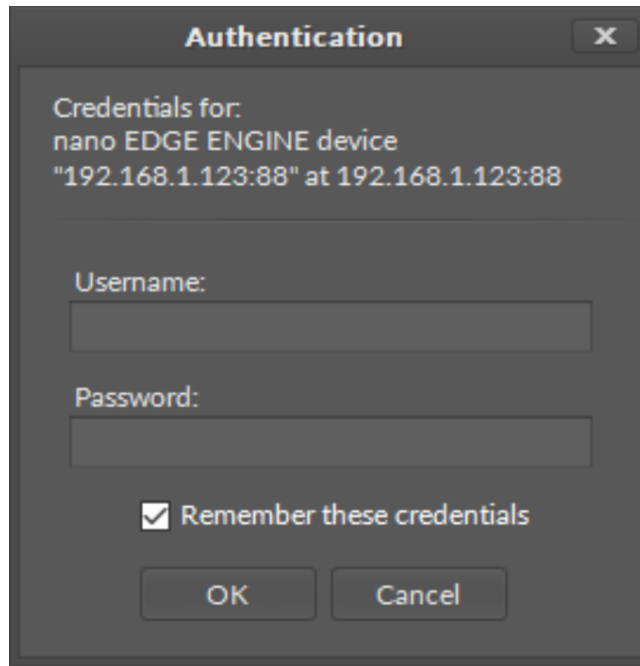 Authentication
Credentials for:
nano EDGE ENGINE device
"192.168.1.123:88" at 192.168.1.123:88
Username:
Password:
Remember these credentials
OK Cancel